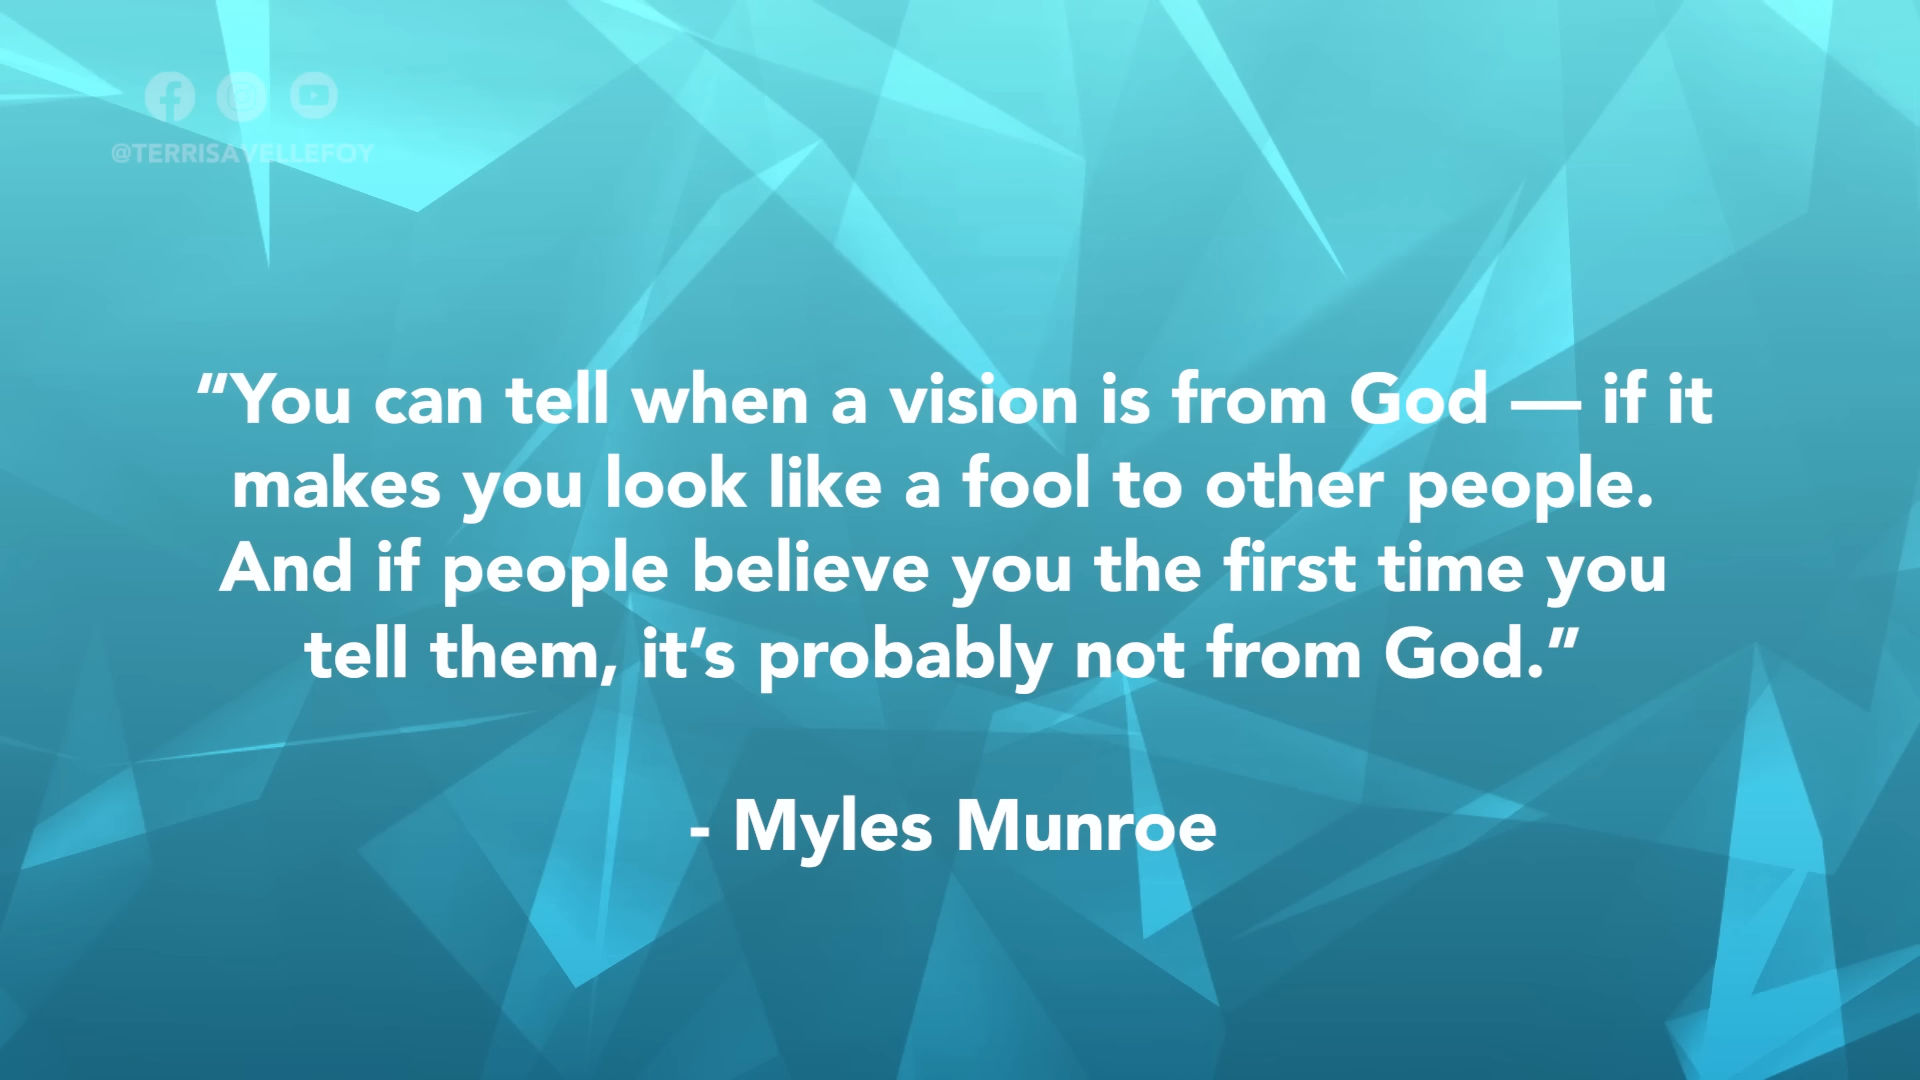 @TERRISAVELLEFOY
“You can tell when a vision is from God — if it
makes you look like a fool to other people.
And if people believe you the first time you
tell them, it’s probably not from God.”
- Myles Munroe